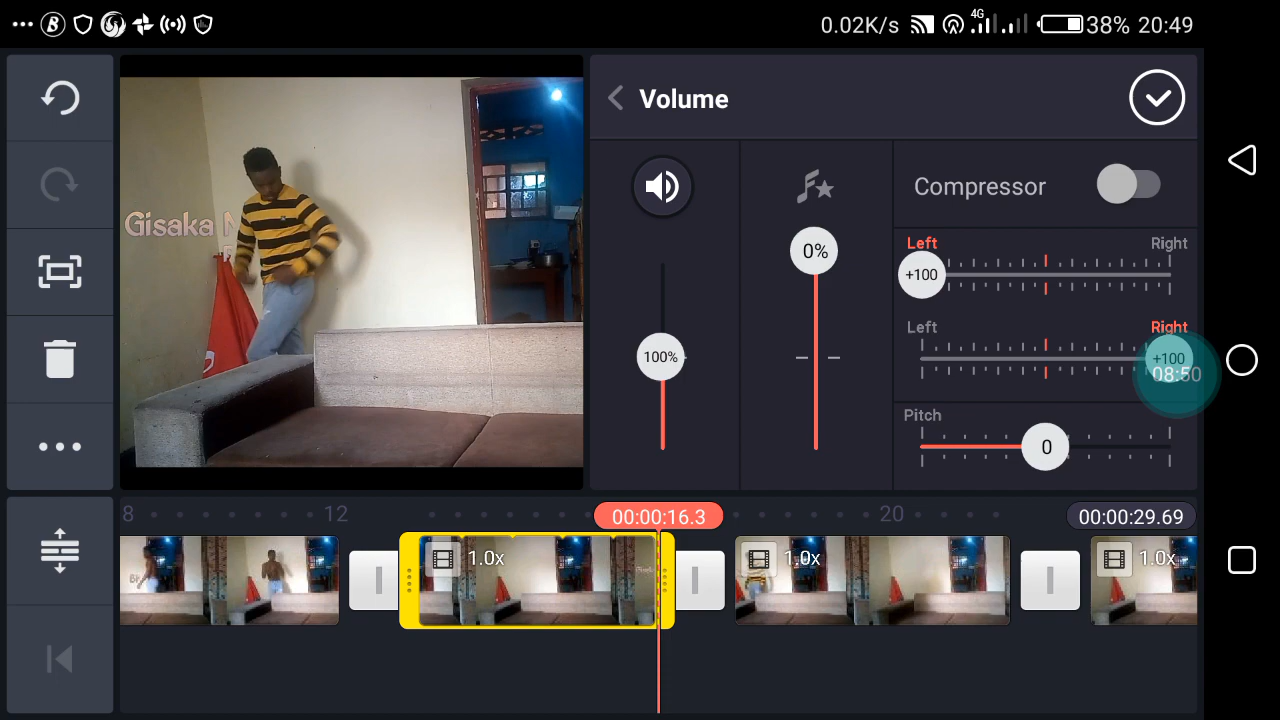 0.02K/s 4G 38% 20:49
Volume
Compressor
Gisaka
100%
0%
Left Right
+100
Left Right
+100
08:50
Pitch
0
8 12 00:00:16.3 20 00:00:29.69
1.0x 1.0x 1.0x